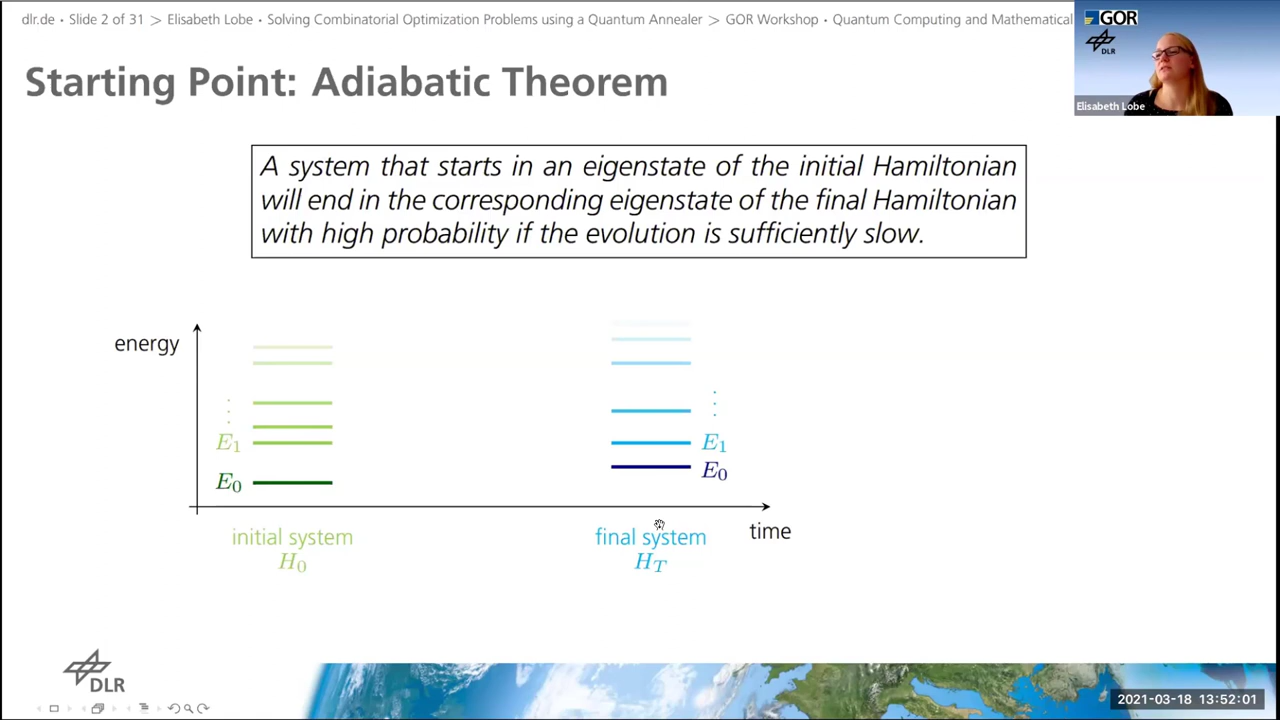 dlr.de • Slide 2 of 31 > Elisabeth Lobe • Solving Combinatorial Optimization Problems using a Quantum Annealer > GOR Workshop • Quantum Computing and Mathematical
GOR
DLR
Elisabeth Lobe
Starting Point: Adiabatic Theorem
A system that starts in an eigenstate of the initial Hamiltonian
will end in the corresponding eigenstate of the final Hamiltonian
with high probability if the evolution is sufficiently slow.
energy
E1
E0
E1
E0
initial system
H0
final system
HT
time
DLR
2021-03-18 13:52:01